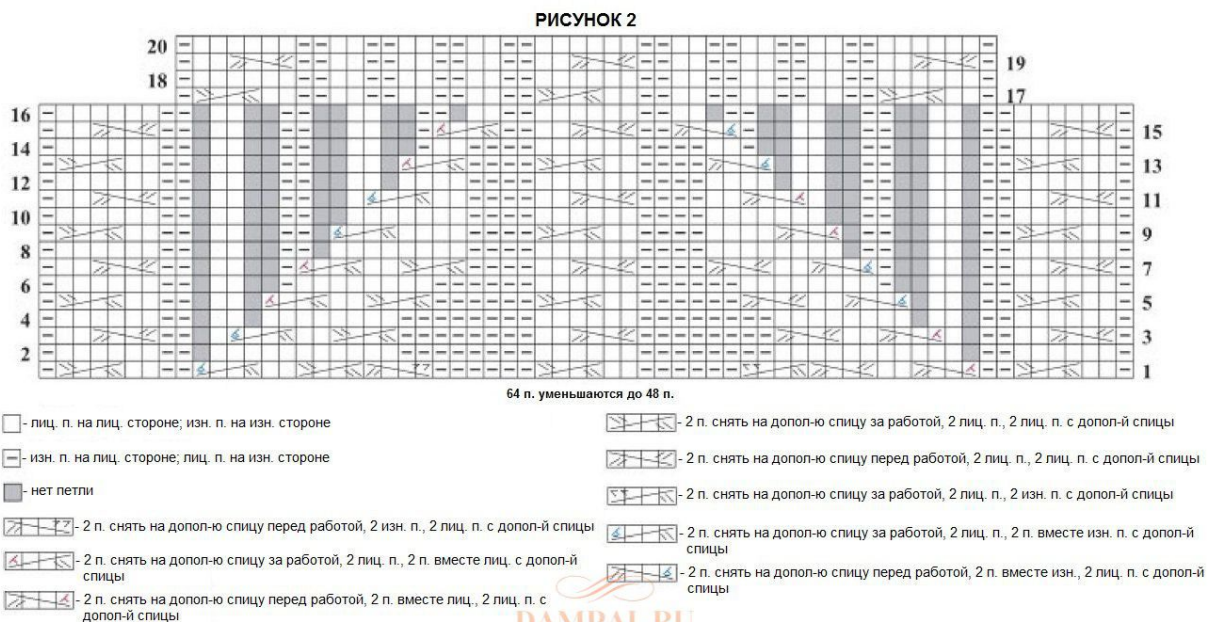 РИСУНОК 2
20
19
18
17
16
15
14
13
12
11
10
9
8
7
6
5
4
3
2
1
64 п. уменьшаются до 48 п.
- лиц. п. на лиц. стороне; изн. п. на изн. стороне
- изн. п. на лиц. стороне; лиц. п. на изн. стороне
- нет петли
- 2 п. снять на допол-ю спицу перед работой, 2 изн. п., 2 лиц. п. с допол-й спицы
- 2 п. снять на допол-ю спицу за работой, 2 лиц. п., 2 п. вместе лиц. с допол-й
спицы
- 2 п. снять на допол-ю спицу перед работой, 2 п. вместе лиц., 2 лиц. п. с
допол-й спицы
- 2 п. снять на допол-ю спицу за работой, 2 лиц. п., 2 лиц. п. с допол-й спицы
- 2 п. снять на допол-ю спицу перед работой, 2 лиц. п., 2 лиц. п. с допол-й спицы
- 2 п. снять на допол-ю спицу за работой, 2 лиц. п., 2 изн. п. с допол-й спицы
- 2 п. снять на допол-ю спицу за работой, 2 лиц. п., 2 п. вместе изн. п. с допол-й
спицы
- 2 п. снять на допол-ю спицу перед работой, 2 п. вместе изн., 2 лиц. п. с допол-й
спицы